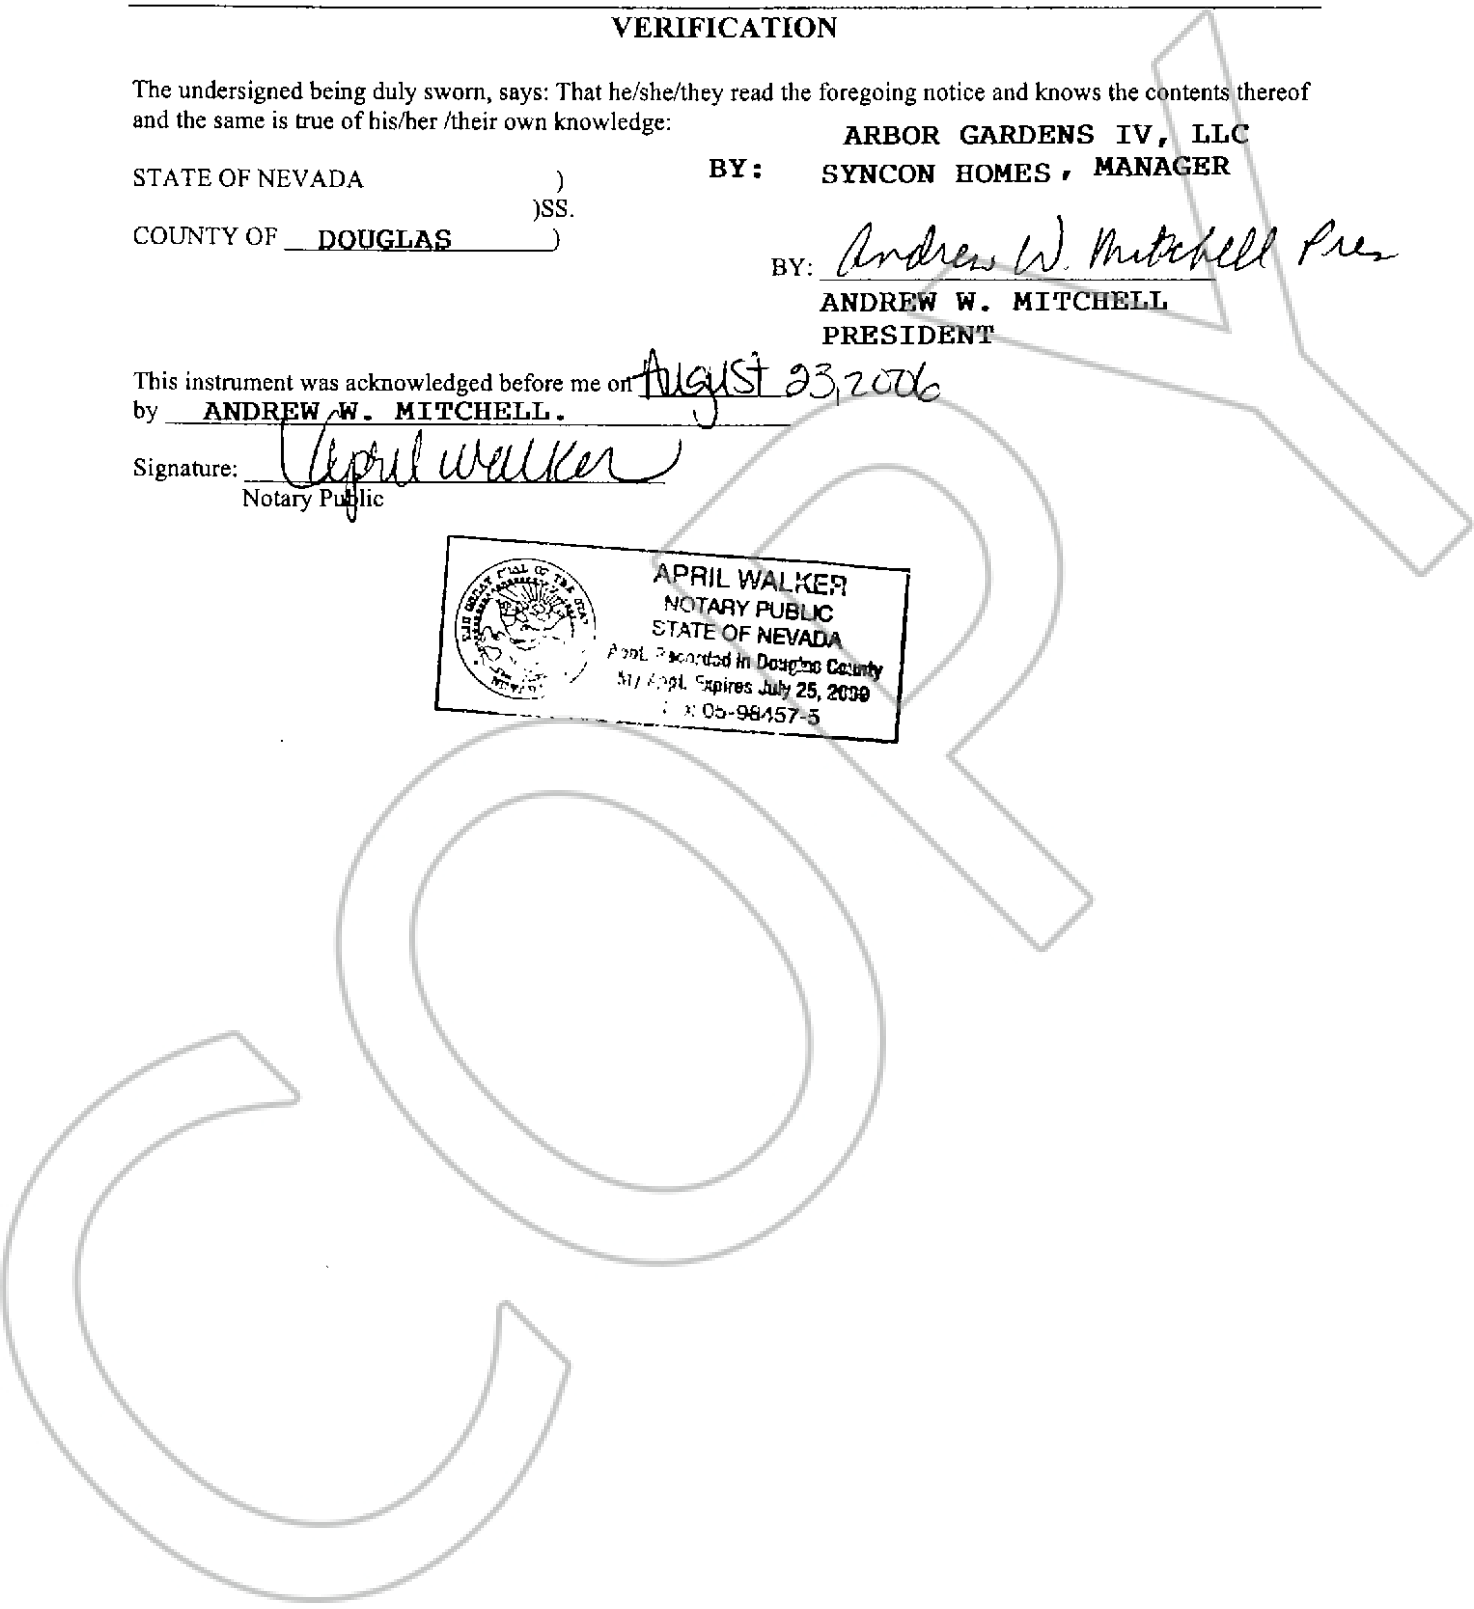 VERIFICATION
The undersigned being duly sworn, says: That he/she/they read the foregoing notice and knows the contents thereof
and the same is true of his/her /their own knowledge:
ARBOR GARDENS IV, LLC
BY: SYNCON HOMES, MANAGER
STATE OF NEVADA )
)SS.
COUNTY OF DOUGLAS )
BY: Andrew W. Mitchell Pres
ANDREW W. MITCHELL
PRESIDENT
This instrument was acknowledged before me on August 23, 2006
by ANDREW W. MITCHELL.
Signature: April Walker
Notary Public
APRIL WALKER
NOTARY PUBLIC
STATE OF NEVADA
Appt. Recorded in Douglas County
My Appt. Expires July 25, 2009
05-98457-5
COPY